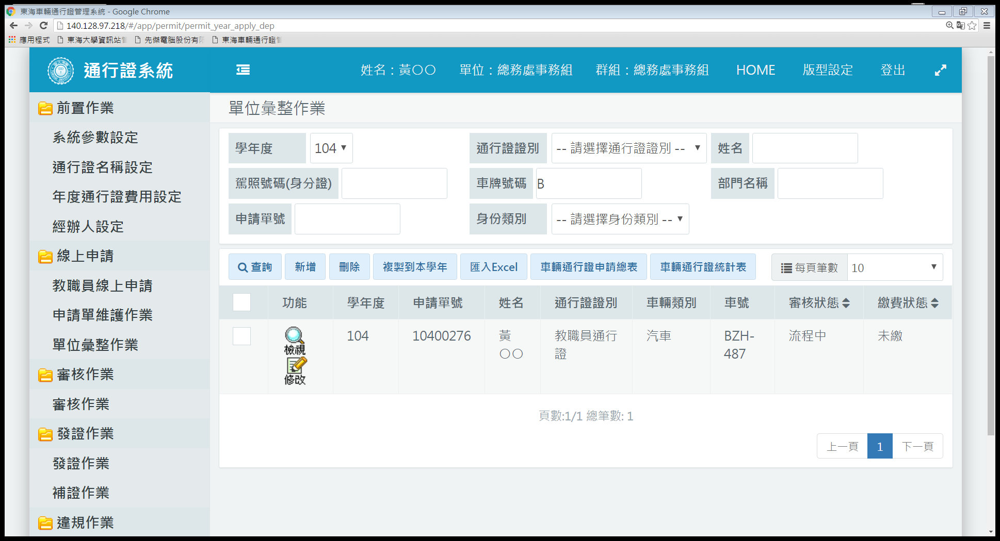 東海車輛通行證管理系統 - Google Chrome
140.128.97.218/#/app/permit/permit_year_apply_dep
應用程式 東海大學資訊站 先傑電腦股份有限 東海車輛通行證管
通行證系統 姓名：黃〇〇 單位：總務處事務組 群組：總務處事務組 HOME 版型設定 登出
前置作業
系統參數設定
通行證名稱設定
年度通行證費用設定
經辦人設定
線上申請
教職員線上申請
申請單維護作業
單位彙整作業
審核作業
審核作業
發證作業
發證作業
補證作業
違規作業
單位彙整作業
學年度 104 通行證證別 -- 請選擇通行證證別 -- 姓名
駕照號碼(身分證) 車牌號碼 B 部門名稱
申請單號 身份類別 -- 請選擇身份類別 --
查詢 新增 刪除 複製到本學年 匯入Excel 車輛通行證申請總表 車輛通行證統計表 每頁筆數 10
功能 學年度 申請單號 姓名 通行證證別 車輛類別 車號 審核狀態 繳費狀態
檢視 104 10400276 黃 教職員通行 汽車 BZH- 流程中 未繳
〇〇 證 487
修改
頁數:1/1 總筆數: 1
上一頁 1 下一頁